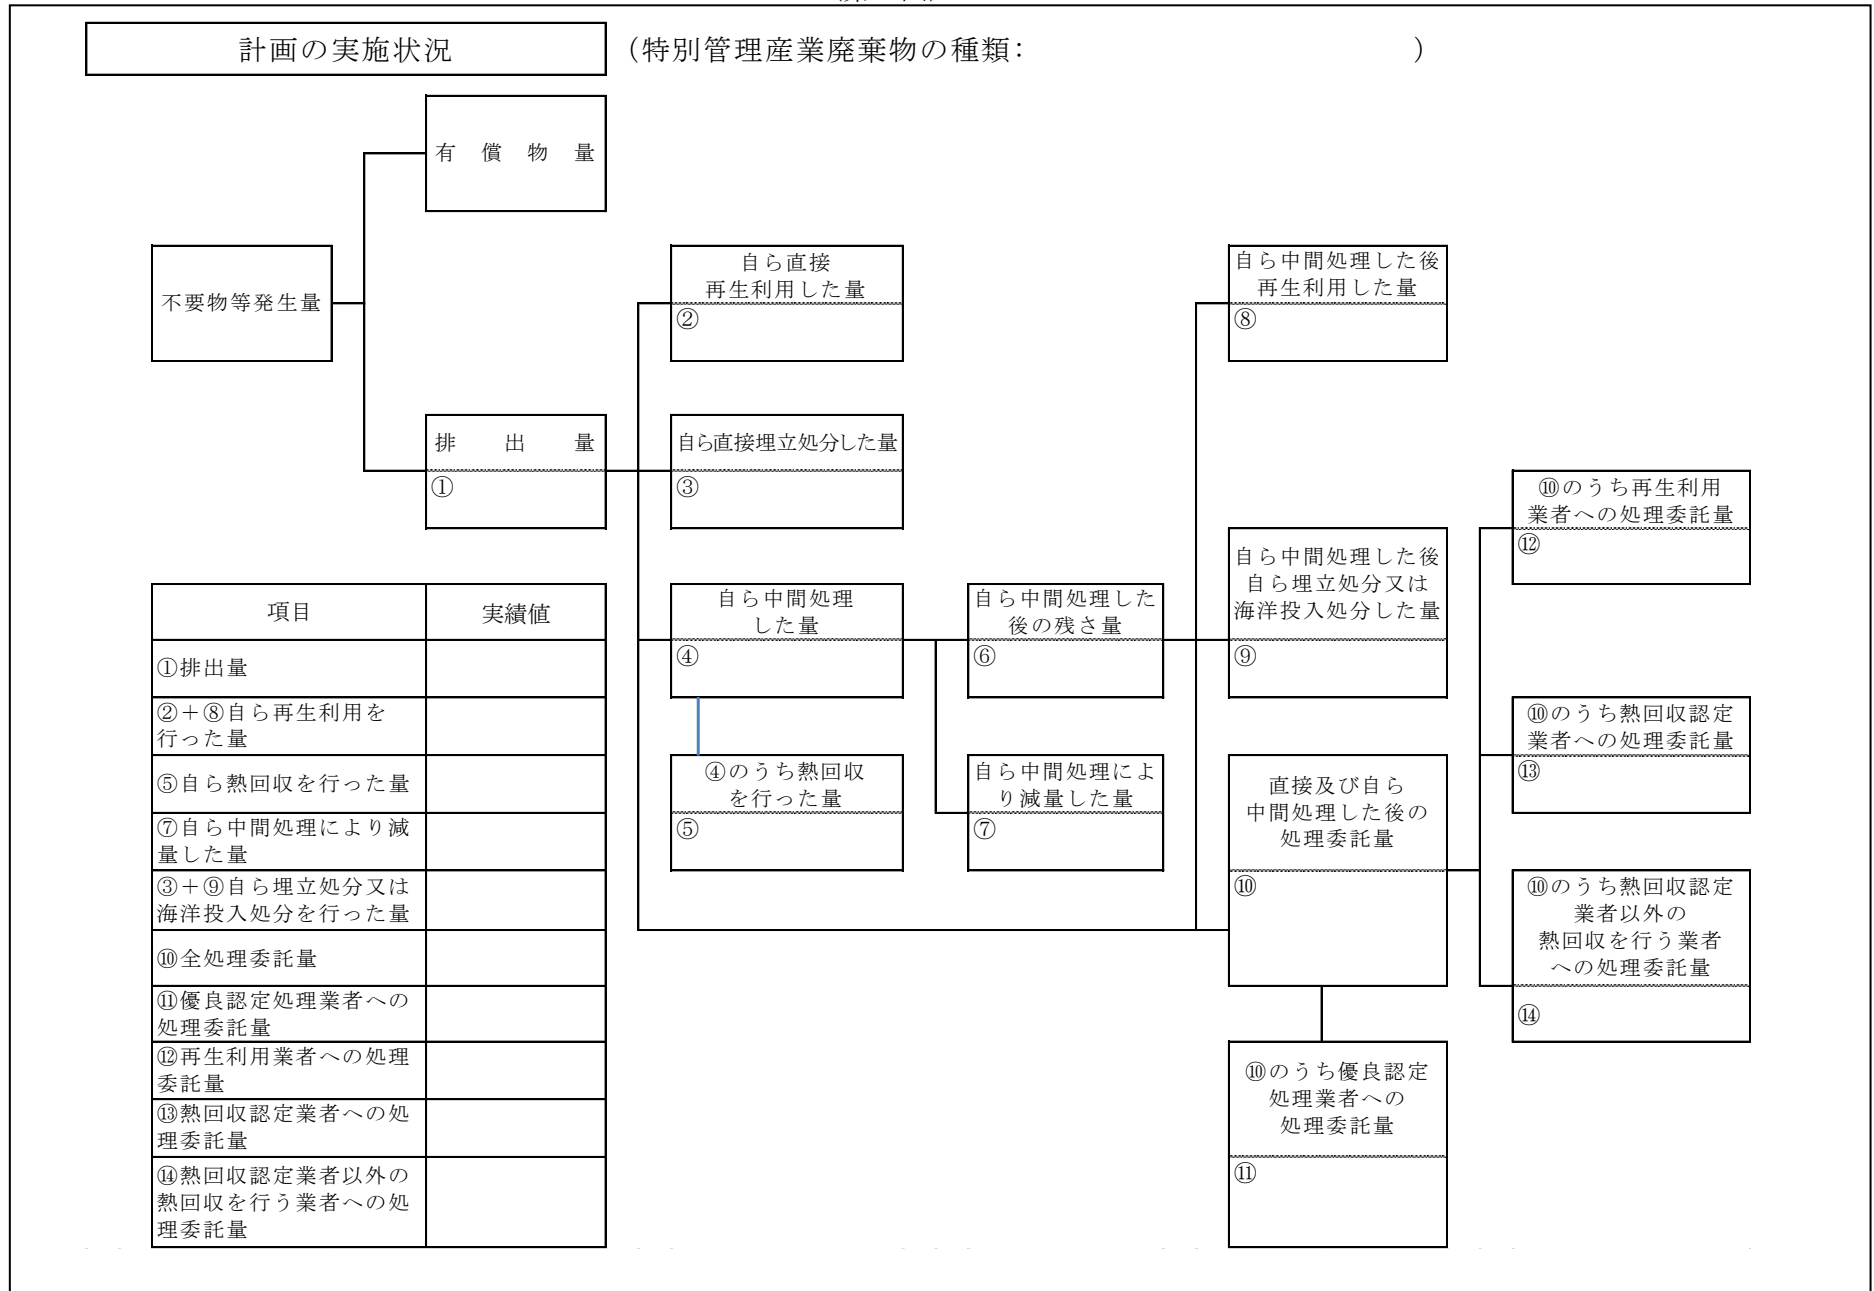 計画の実施状況
(特別管理産業廃棄物の種類: )
有償物量
不要物等発生量
自ら直接
再生利用した量
②
自ら中間処理した後
再生利用した量
⑧
排出量
①
自ら直接埋立処分した量
③
⑩のうち再生利用
業者への処理委託量
⑫
自ら中間処理した後
自ら埋立処分又は
海洋投入処分した量
⑨
自ら中間処理
した量
④
自ら中間処理した
後の残さ量
⑥
⑩のうち熱回収認定
業者への処理委託量
⑬
④のうち熱回収
を行った量
⑤
自ら中間処理によ
り減量した量
⑦
直接及び自ら
中間処理した後の
処理委託量
⑩
⑩のうち熱回収認定
業者以外の
熱回収を行う業者
への処理委託量
⑭
⑩のうち優良認定
処理業者への
処理委託量
⑪
項目 実績値
①排出量
②+⑧自ら再生利用を
行った量
⑤自ら熱回収を行った量
⑦自ら中間処理により減
量した量
③+⑨自ら埋立処分又は
海洋投入処分を行った量
⑩全処理委託量
⑪優良認定処理業者への
処理委託量
⑫再生利用業者への処理
委託量
⑬熱回収認定業者への処
理委託量
⑭熱回収認定業者以外の
熱回収を行う業者への処
理委託量